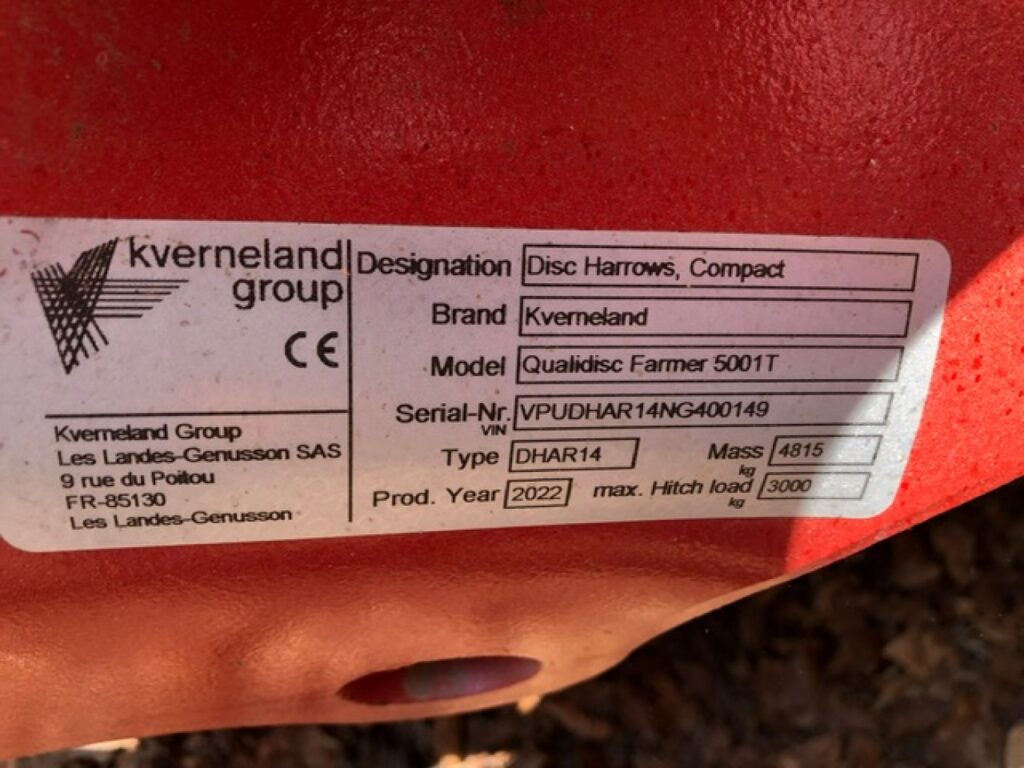 kverneland
group
CE
Kverneland Group
Les Landes-Genusson SAS
9 rue du Poitou
FR-85130
Les Landes-Genusson
Designation Disc Harrows, Compact
Brand Kverneland
Model Qualidisc Farmer 5001T
Serial-Nr. VPUDHAR14NG400149
VIN
Type DHAR14 Mass 4815
kg
Prod. Year 2022 max. Hitch load 3000
kg